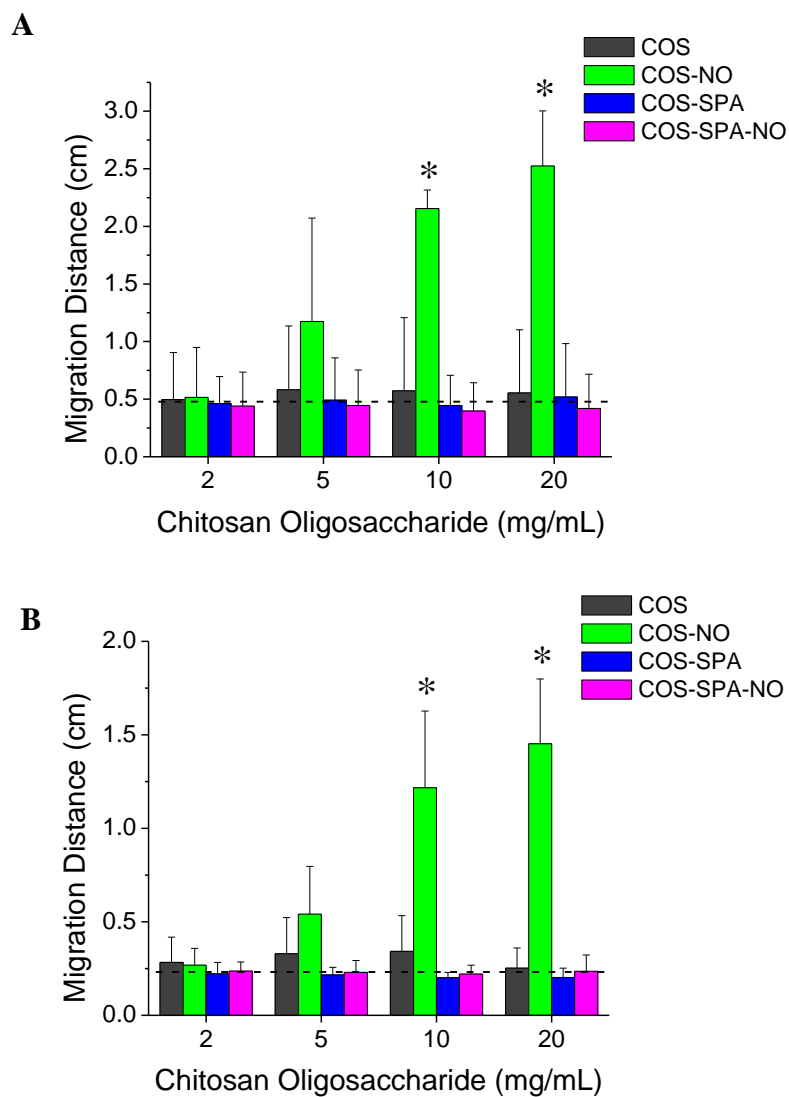 A
COS
COS-NO
COS-SPA
COS-SPA-NO
Migration Distance (cm)
3.0
2.5
2.0
1.5
1.0
0.5
0.0
* *
2 5 10 20
Chitosan Oligosaccharide (mg/mL)
B
COS
COS-NO
COS-SPA
COS-SPA-NO
Migration Distance (cm)
2.0
1.5
1.0
0.5
0.0
* *
2 5 10 20
Chitosan Oligosaccharide (mg/mL)